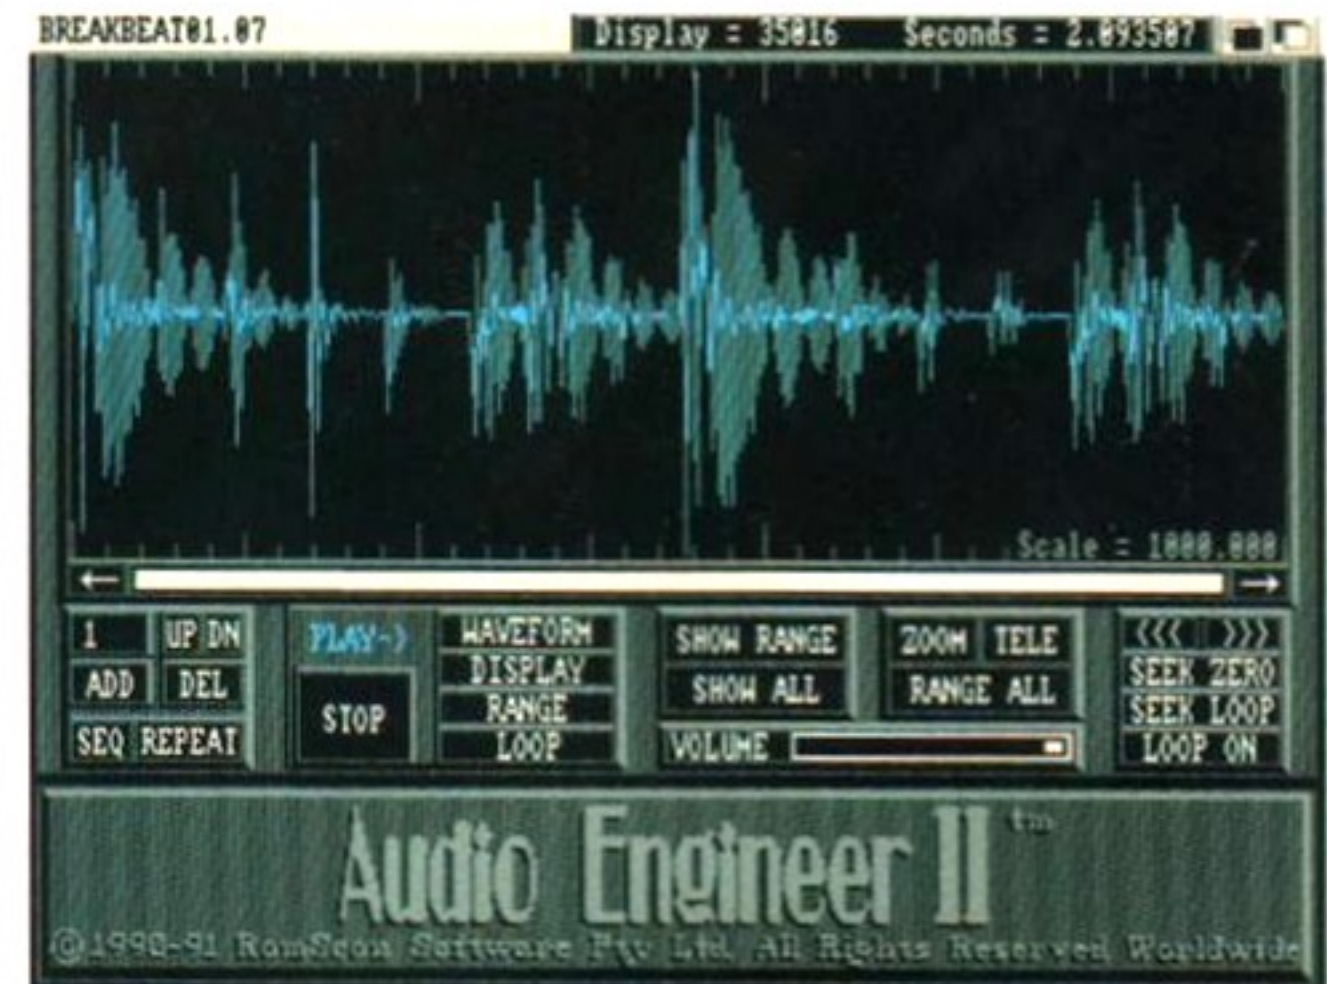 BREAKBEAT01.07
Display = 35016 Seconds = 2.093507
Scale = 1000.000
1 UP DN
ADD DEL
SEQ REPEAT
PLAY->
STOP
WAVEFORM
DISPLAY
RANGE
LOOP
SHOW RANGE
SHOW ALL
ZOOM TELE
RANGE ALL
VOLUME
<<< >>>
SEEK ZERO
SEEK LOOP
LOOP ON
Audio Engineer II tm
©1990-91 RamScan Software Pty Ltd. All Rights Reserved Worldwide